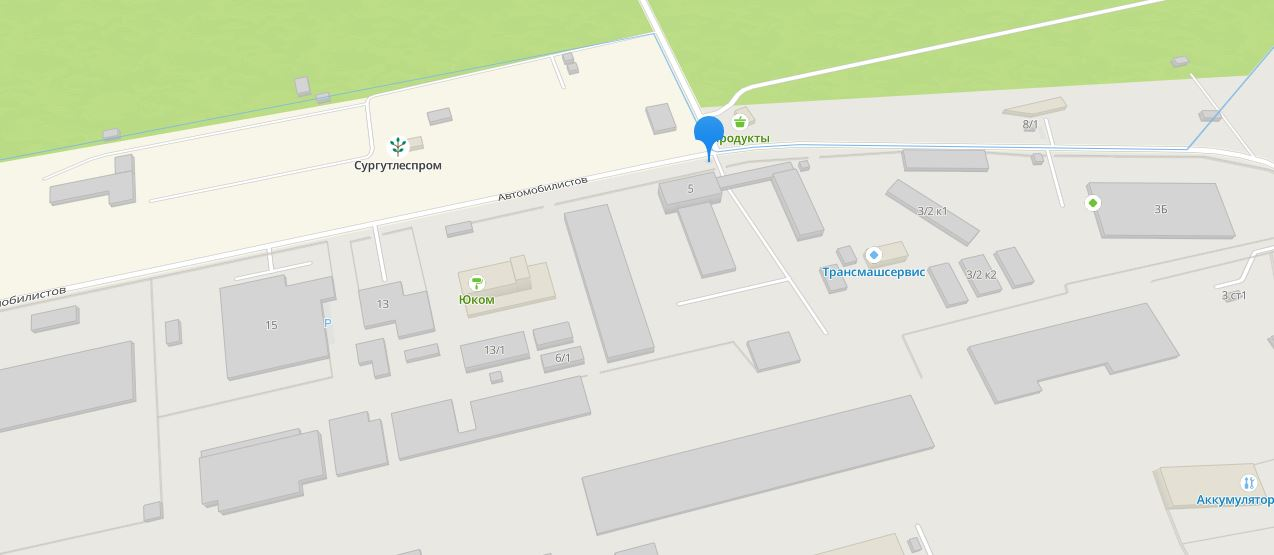 8/1
Продукты
Сургутлеспром
Автомобилистов
5
3/2 к1
3Б
Трансмашсервис
3/2 к2
Юком
мобилистов
13
3 ст1
15
P
13/1
6/1
Аккумулятор